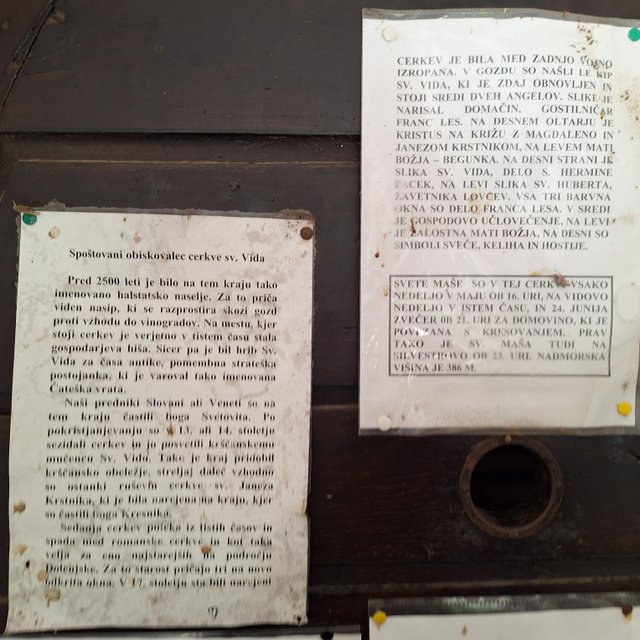 Spoštovani obiskovalec cerkve sv. Vida
Pred 2500 leti je bilo na tem kraju tako
imenovano halstatsko naselje. Za to priča
viden nasip, ki se razprostira skozi gozd
proti vzhodu do vinogradov. Na mestu, kjer
stoji cerkev je verjetno v tistem času stala
gospodarjeva hiša. Sicer pa je bil hrib Sv.
Vida za časa antike, pomembna strateška
postojanka, ki je varoval tako imenovana
Čateška vrata.
Naši predniki Slovani ali Veneti so na
tem kraju častili boga Svetovita. Po
pokristjanjevanju so v 13, ali 14. stoletju
sezidali cerkev in jo posvetili krščanskemu
mučencu Sv. Vidu. Tako je kraj pridobil
krščansko obeležje, streljaj daleč vzhodno
so ostanki ruševin cerkve sv. Janeza
Krstnika, ki je bila narejena na kraju, kjer
so častili boga Kresnika.
Sedanja cerkev poteka iz tistih časov in
spada med romanske cerkve in kot taka
velja za eno najstarejših na področju
Dolenjske. Za to starost pričajo tri na novo
odkrita okna. V 17. stoletju so bili narejeni
CERKEV JE BILA MED ZADNJO VOJNO
IZROPANA. V GOZDU SO NAŠLI LE KIP
SV. VIDA, KI JE ZDAJ OBNOVLJEN IN
STOJI SREDI DVEH ANGELOV. SLIKE JE
NARISAL DOMAČIN, GOSTILNIČAR
FRANC LES. NA DESNEM OLTARJU JE
KRISTUS NA KRIŽU Z MAGDALENO IN
JANEZOM KRSTNIKOM, NA LEVEM MATI
BOŽJA – BEGUNKA. NA DESNI STRANI JE
SLIKA SV. VIDA, DELO S. HERMINE
PACEK, NA LEVI SLIKA SV. HUBERTA,
ZAVETNIKA LOVCEV. VSA TRI BARVNA
OKNA SO DELO FRANCA LESA. V SREDI
JE GOSPODOVO UČLOVEČENJE, NA LEVI
JE ŽALOSTNA MATI BOŽJA, NA DESNI SO
SIMBOLI SVEČE, KELIHA IN HOSTIJE.
SVETE MAŠE SO V TEJ CERKVI VSAKO
NEDELJO V MAJU OB 16. URI, NA VIDOVO
NEDELJO V ISTEM ČASU, IN 24. JUNIJA
ZVEČER OB 21. URI ZA DOMOVINO, KI JE
POVEZANA S KRESOVANJEM. PRAV
TAKO JE SV. MAŠA TUDI NA
SILVESTROVO OB 23. URI. NADMORSKA
VIŠINA JE 386 M.